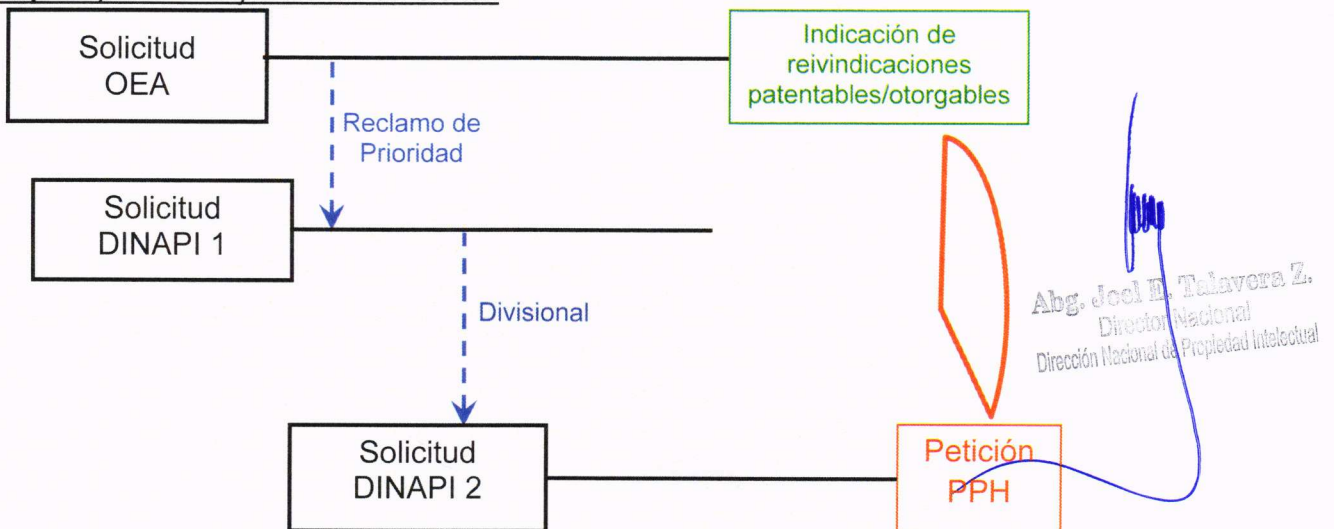 Solicitud
OEA
Indicación de
reivindicaciones
patentables/otorgables
Reclamo de
Prioridad
Solicitud
DINAPI 1
Divisional
Abg. Joel E. Talavera Z.
Director Nacional
Dirección Nacional de Propiedad Intelectual
Solicitud
DINAPI 2
Petición
PPH